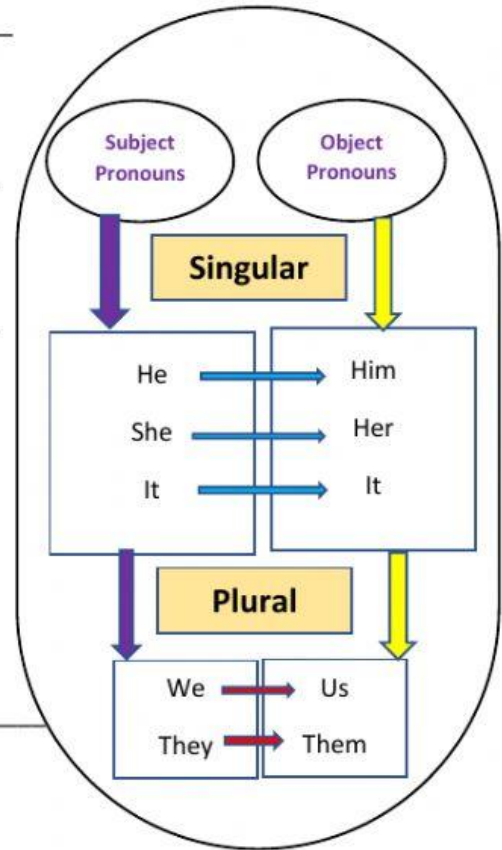 Subject
Pronouns
Object
Pronouns
Singular
He Him
She Her
It It
Plural
We Us
They Them